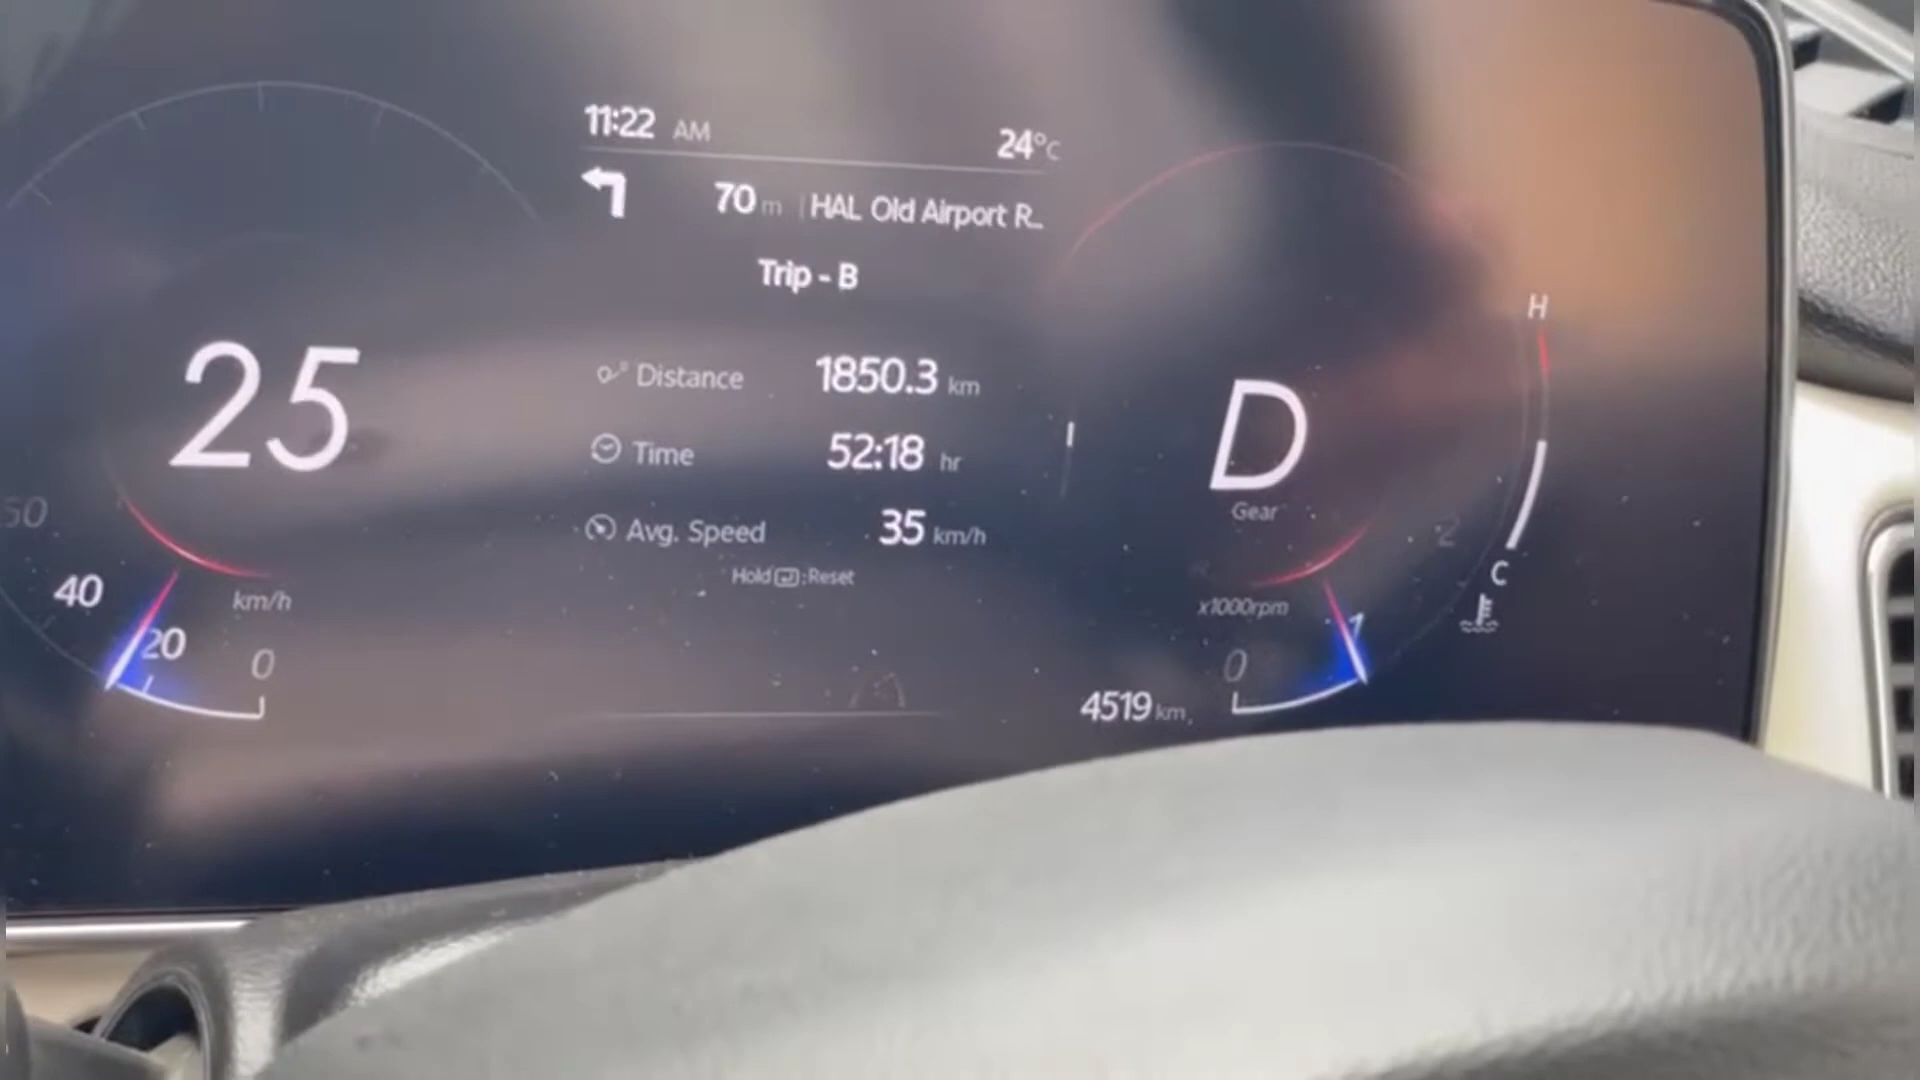 11:22 AM 24°C
70 m | HAL Old Airport R..
Trip - B
25
Distance 1850.3 km
Time 52:18 hr
Avg. Speed 35 km/h
Hold :Reset
40
20
0
km/h
D
Gear
H
C
2
1
0
x1000rpm
4519 km